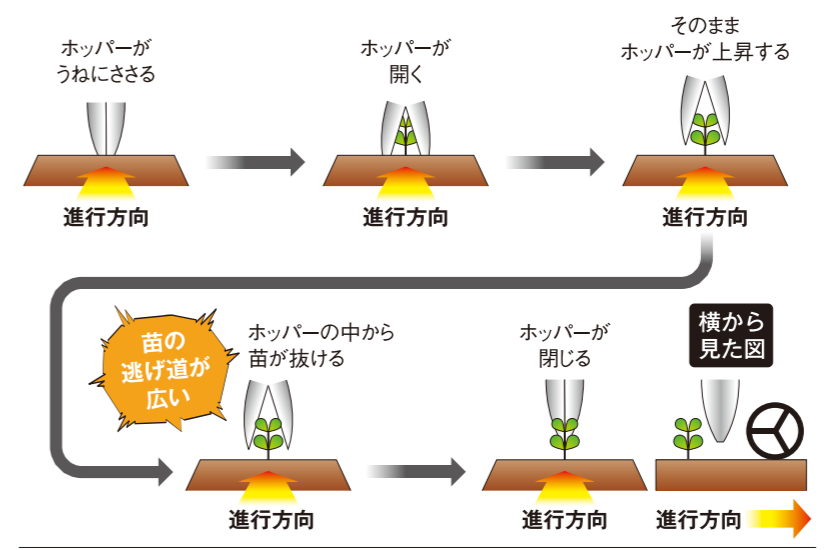 ホッパーが
うねにささる
進行方向
ホッパーが
開く
進行方向
そのまま
ホッパーが上昇する
進行方向
苗の
逃げ道が
広い
ホッパーの中から
苗が抜ける
進行方向
ホッパーが
閉じる
進行方向
横から
見た図
進行方向